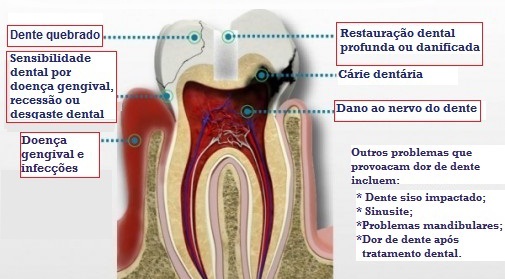 Dente quebrado
Sensibilidade
dental por
doença gengival,
recessão ou
desgaste dental
Doença
gengival e
infecções
Restauração dental
profunda ou danificada
Cárie dentária
Dano ao nervo do dente
Outros problemas que
provoacam dor de dente
incluem:
* Dente siso impactado;
* Sinusite;
*Problemas mandibulares;
*Dor de dente após
tratamento dental.